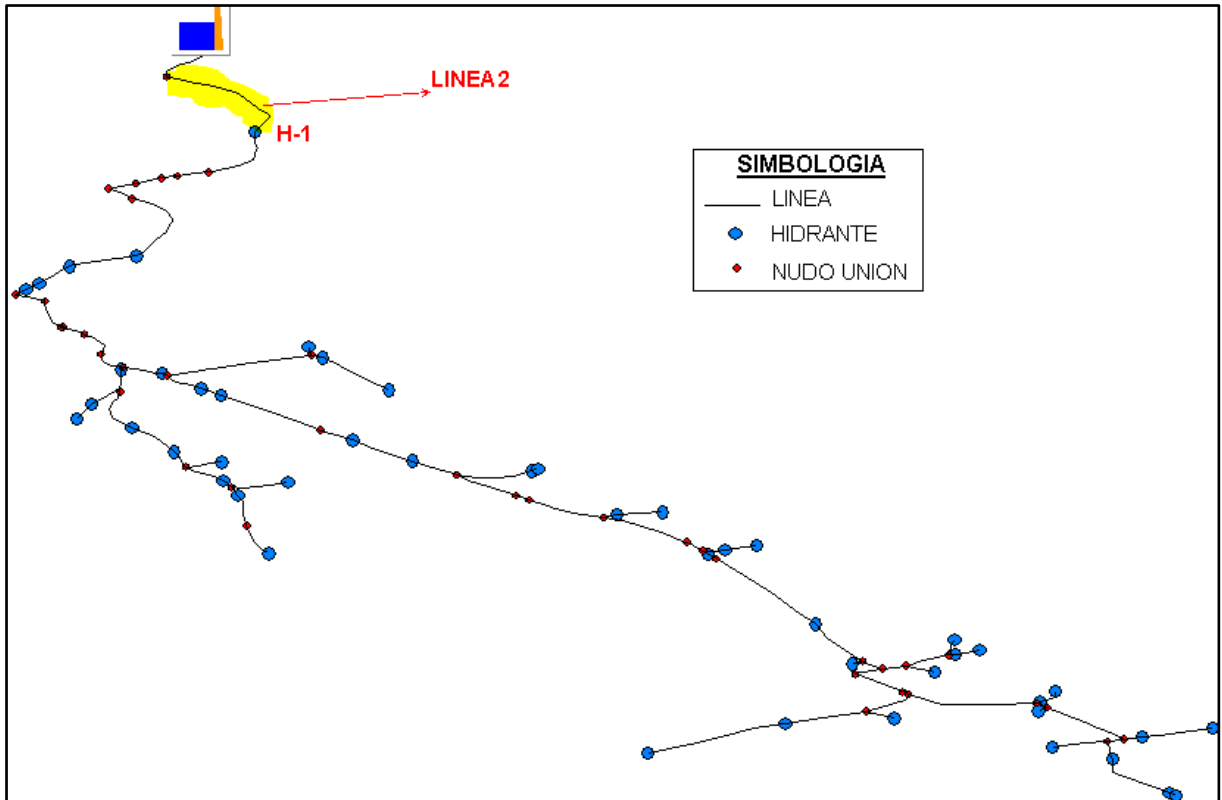 LINEA 2
H-1
SIMBOLOGIA
LINEA
HIDRANTE
NUDO UNION